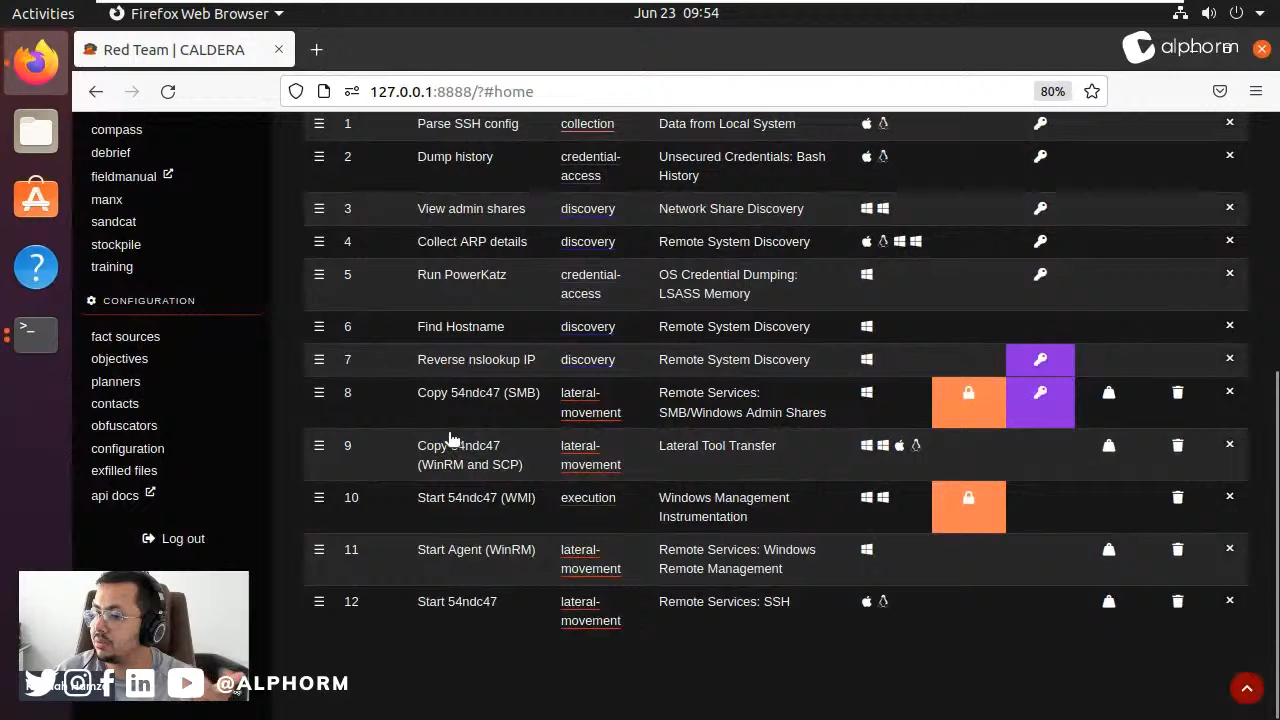 Activities
Firefox Web Browser
Jun 23 09:54
Red Team | CALDERA
alphorm
127.0.0.1:8888/?#home
80%
compass
debrief
fieldmanual
manx
sandcat
stockpile
training
CONFIGURATION
fact sources
objectives
planners
contacts
obfuscators
configuration
exfilled files
api docs
Log out
1 Parse SSH config collection Data from Local System
2 Dump history credential-access Unsecured Credentials: Bash History
3 View admin shares discovery Network Share Discovery
4 Collect ARP details discovery Remote System Discovery
5 Run PowerKatz credential-access OS Credential Dumping: LSASS Memory
6 Find Hostname discovery Remote System Discovery
7 Reverse nslookup IP discovery Remote System Discovery
8 Copy 54ndc47 (SMB) lateral-movement Remote Services: SMB/Windows Admin Shares
9 Copy 54ndc47 (WinRM and SCP) lateral-movement Lateral Tool Transfer
10 Start 54ndc47 (WMI) execution Windows Management Instrumentation
11 Start Agent (WinRM) lateral-movement Remote Services: Windows Remote Management
12 Start 54ndc47 lateral-movement Remote Services: SSH
@ALPHORM